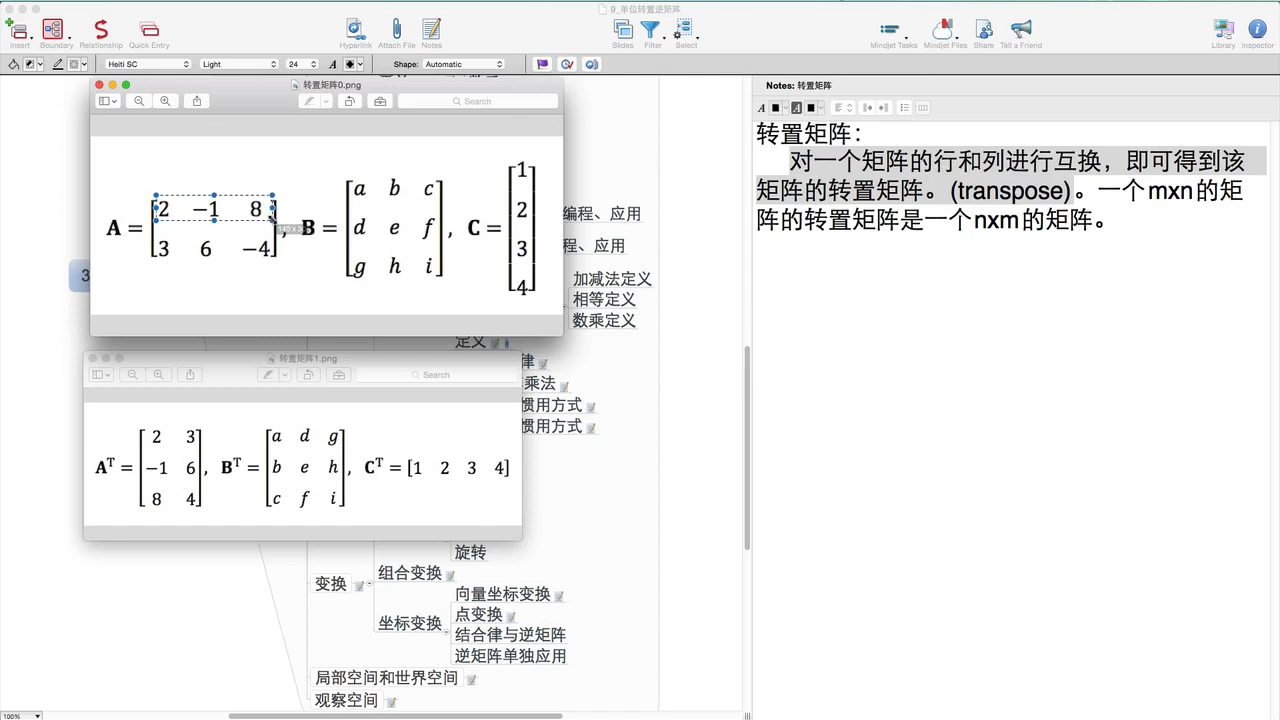 9_单位转置逆矩阵
Insert Boundary Relationship Quick Entry Hyperlink Attach File Notes Slides Filter Select Mindjet Tasks Mindjet Files Share Tell a Friend Library Inspector
Heiti SC Light 24 A Shape: Automatic
转置矩阵0.png
Search
A = [2 −1 8
3 6 −4], B = [a b c
d e f
g h i], C = [1
2
3
4]
编程、应用
程、应用
加减法定义
相等定义
数乘定义
定义
律
乘法
惯用方式
惯用方式
3
转置矩阵1.png
Search
Aᵀ = [2 3
−1 6
8 4], Bᵀ = [a d g
b e h
c f i], Cᵀ = [1 2 3 4]
旋转
变换
组合变换
向量坐标变换
坐标变换
点变换
结合律与逆矩阵
逆矩阵单独应用
局部空间和世界空间
观察空间
100%
Notes: 转置矩阵
A A
转置矩阵：
对一个矩阵的行和列进行互换，即可得到该
矩阵的转置矩阵。(transpose)。一个mxn的矩
阵的转置矩阵是一个nxm的矩阵。